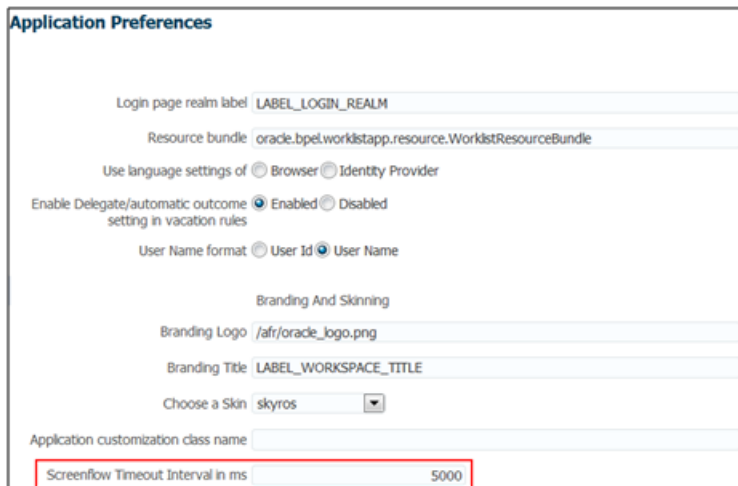 Application Preferences
Login page realm label LABEL_LOGIN_REALM
Resource bundle oracle.bpel.worklistapp.resource.WorklistResourceBundle
Use language settings of Browser Identity Provider
Enable Delegate/automatic outcome Enabled Disabled
setting in vacation rules
User Name format User Id User Name
Branding And Skinning
Branding Logo /afr/oracle_logo.png
Branding Title LABEL_WORKSPACE_TITLE
Choose a Skin skyros
Application customization class name
Screenflow Timeout Interval in ms 5000